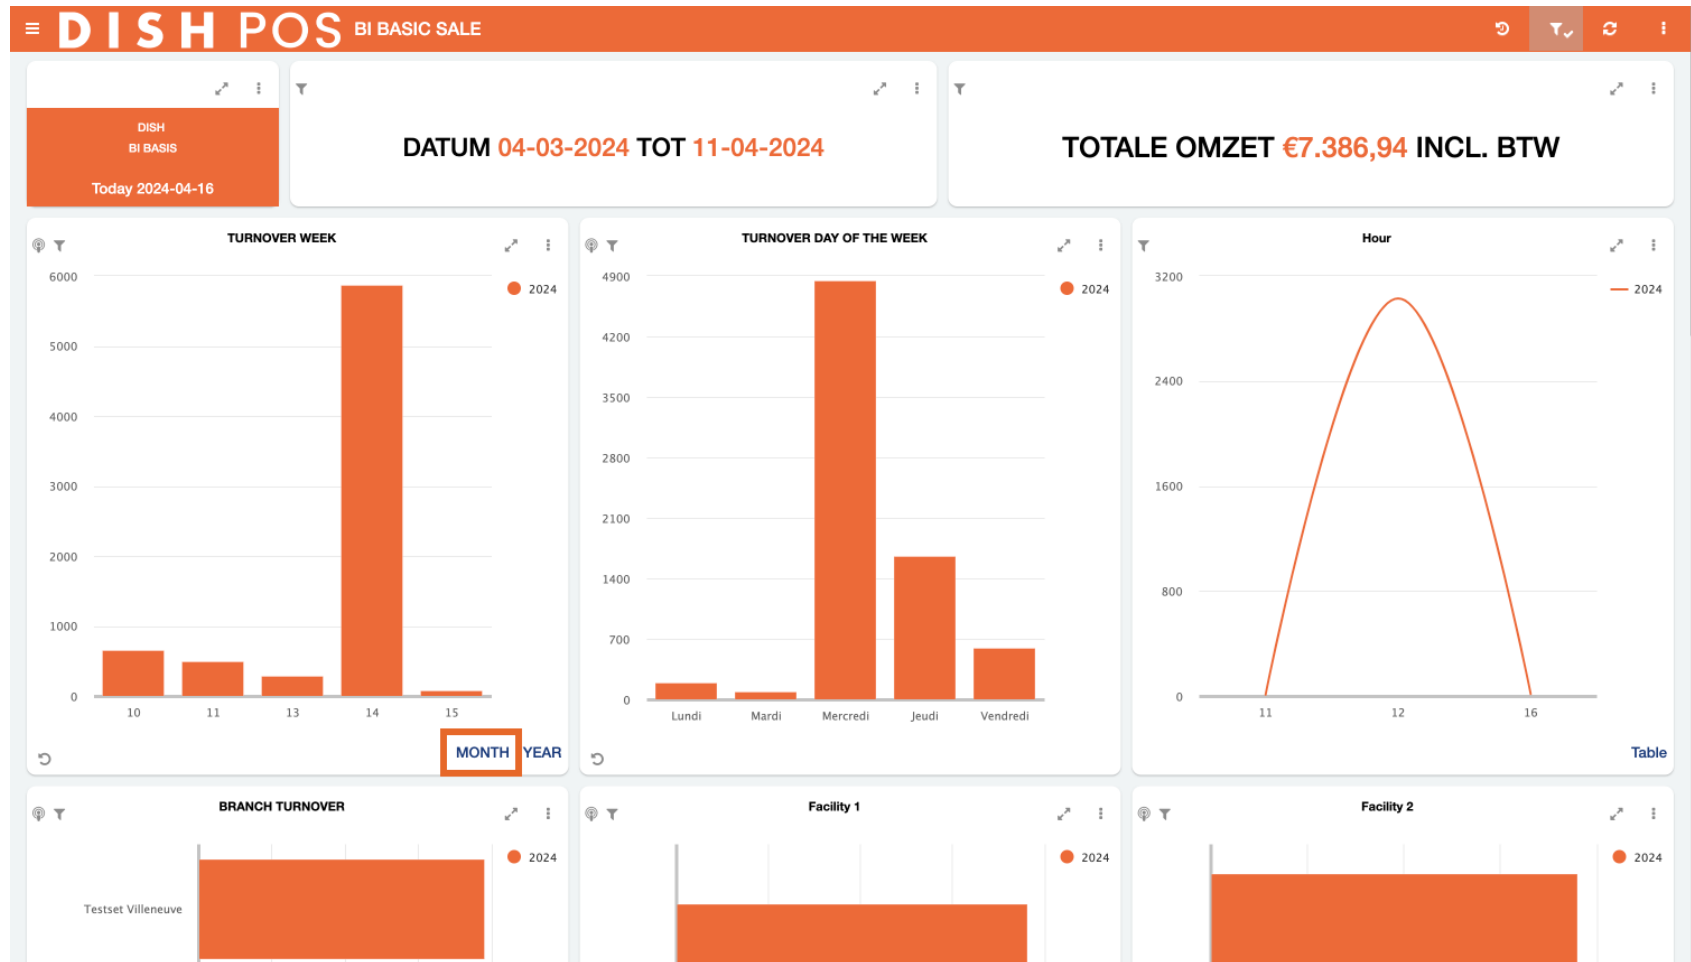 DISH POS BI BASIC SALE
DISH
BI BASIS
Today 2024-04-16
DATUM 04-03-2024 TOT 11-04-2024
TOTALE OMZET €7.386,94 INCL. BTW
TURNOVER WEEK
2024
6000
5000
4000
3000
2000
1000
0
10 11 13 14 15
MONTH YEAR
TURNOVER DAY OF THE WEEK
2024
4900
4200
3500
2800
2100
1400
700
0
Lundi Mardi Mercredi Jeudi Vendredi
Hour
2024
3200
2400
1600
800
0
11 12 16
Table
BRANCH TURNOVER
2024
Testset Villeneuve
Facility 1
2024
Facility 2
2024